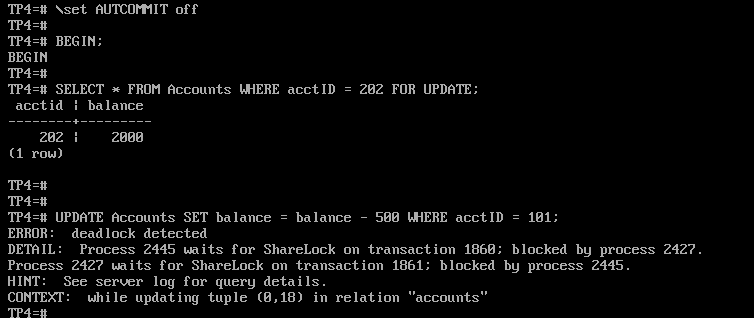 TP4=# \set AUTCOMMIT off
TP4=#
TP4=# BEGIN;
BEGIN
TP4=#
TP4=# SELECT * FROM Accounts WHERE acctID = 202 FOR UPDATE;
 acctid | balance
--------+---------
    202 |    2000
(1 row)

TP4=#
TP4=#
TP4=# UPDATE Accounts SET balance = balance - 500 WHERE acctID = 101;
ERROR:  deadlock detected
DETAIL:  Process 2445 waits for ShareLock on transaction 1860; blocked by process 2427.
Process 2427 waits for ShareLock on transaction 1861; blocked by process 2445.
HINT:  See server log for query details.
CONTEXT:  while updating tuple (0,18) in relation "accounts"
TP4=#